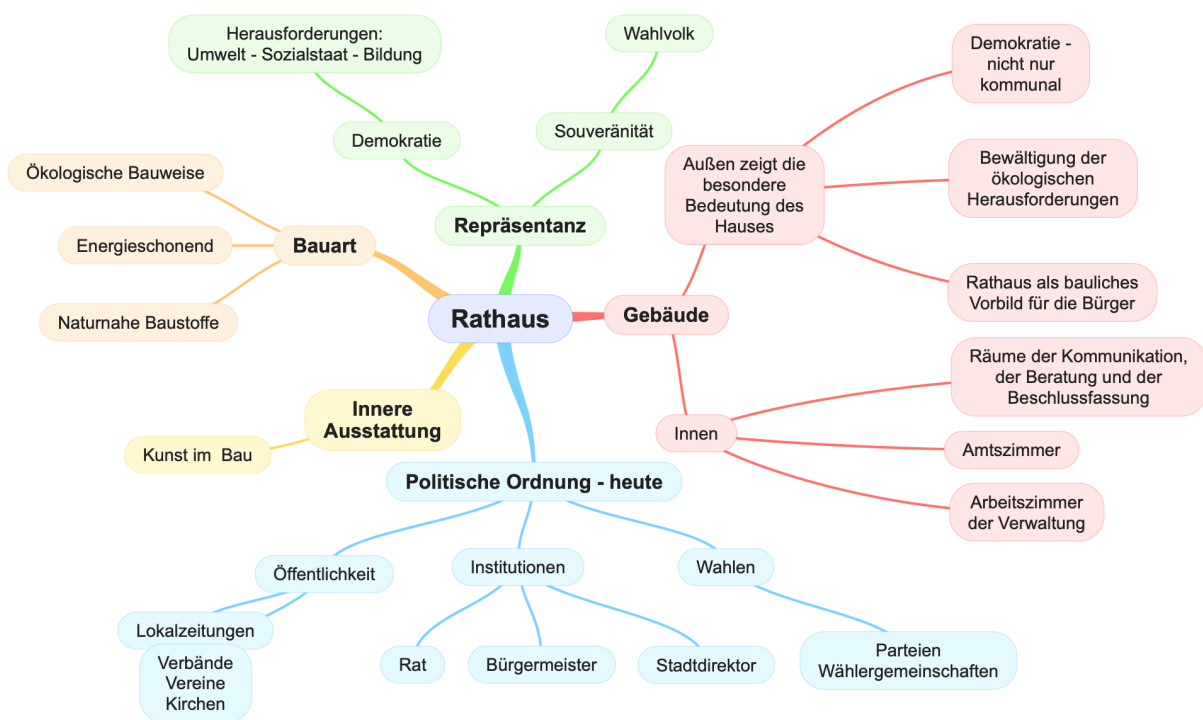 Herausforderungen:
Umwelt - Sozialstaat - Bildung
Wahlvolk
Demokratie
Souveränität
Repräsentanz
Ökologische Bauweise
Energieschonend
Naturnahe Baustoffe
Bauart
Rathaus
Gebäude
Außen zeigt die
besondere
Bedeutung des
Hauses
Demokratie -
nicht nur
kommunal
Bewältigung der
ökologischen
Herausforderungen
Rathaus als bauliches
Vorbild für die Bürger
Innen
Räume der Kommunikation,
der Beratung und der
Beschlussfassung
Amtszimmer
Arbeitszimmer
der Verwaltung
Innere
Ausstattung
Kunst im Bau
Politische Ordnung - heute
Öffentlichkeit
Lokalzeitungen
Verbände
Vereine
Kirchen
Institutionen
Rat
Bürgermeister
Stadtdirektor
Wahlen
Parteien
Wählergemeinschaften